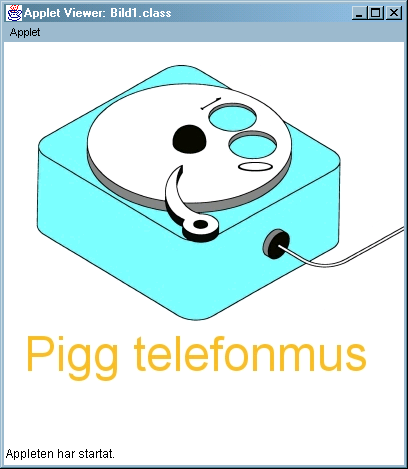 Applet Viewer: Bild1.class
Applet
Pigg telefonmus
Appleten har startat.